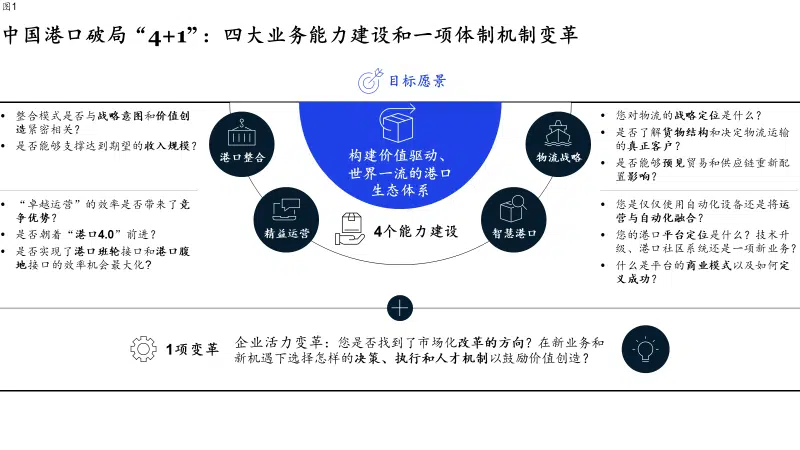 图1
中国港口破局“4+1”：四大业务能力建设和一项体制机制变革
目标愿景
• 整合模式是否与战略意图和价值创
造紧密相关？
• 是否能够支撑达到期望的收入规模？
港口整合
构建价值驱动、
世界一流的港口
生态体系
物流战略
• 您对物流的战略定位是什么？
• 是否了解货物结构和决定物流运输
的真正客户？
• 是否能够预见贸易和供应链重新配
置影响？
• “卓越运营”的效率是否带来了竞
争优势？
• 是否朝着“港口4.0”前进？
• 是否实现了港口班轮接口和港口腹
地接口的效率机会最大化？
精益运营
4个能力建设
智慧港口
• 您是仅仅使用自动化设备还是将运
营与自动化融合？
• 您的港口平台定位是什么？技术升
级、港口社区系统还是一项新业务？
• 什么是平台的商业模式以及如何定
义成功？
1项变革
企业活力变革：您是否找到了市场化改革的方向？在新业务和
新机遇下选择怎样的决策、执行和人才机制以鼓励价值创造？